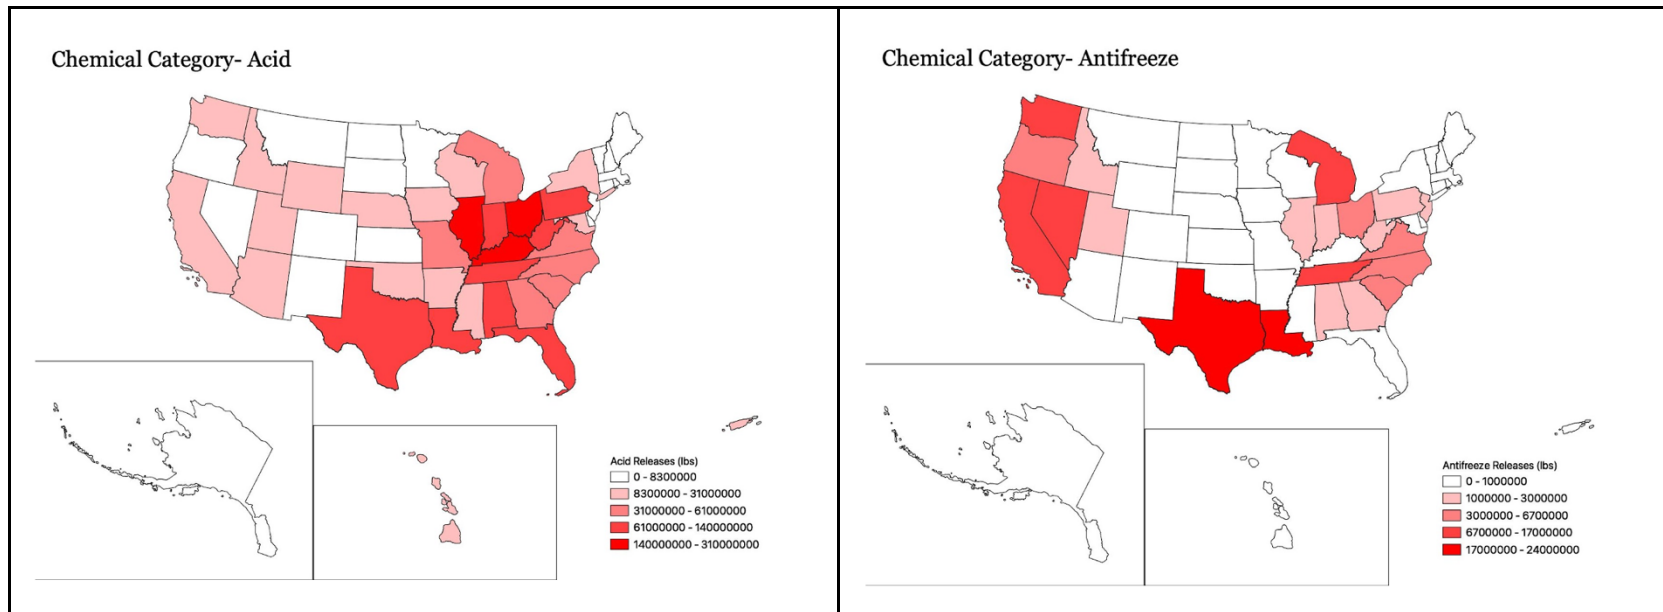 Chemical Category- Acid
Acid Releases (lbs)
0 - 8300000
8300000 - 31000000
31000000 - 61000000
61000000 - 140000000
140000000 - 310000000
Chemical Category- Antifreeze
Antifreeze Releases (lbs)
0 - 1000000
1000000 - 3000000
3000000 - 6700000
6700000 - 17000000
17000000 - 24000000